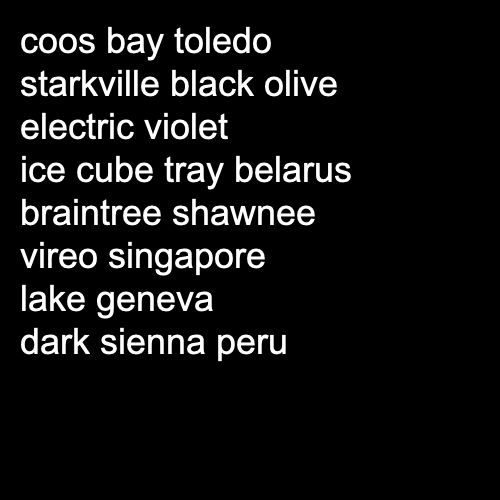 coos bay toledo
starkville black olive
electric violet
ice cube tray belarus
braintree shawnee
vireo singapore
lake geneva
dark sienna peru